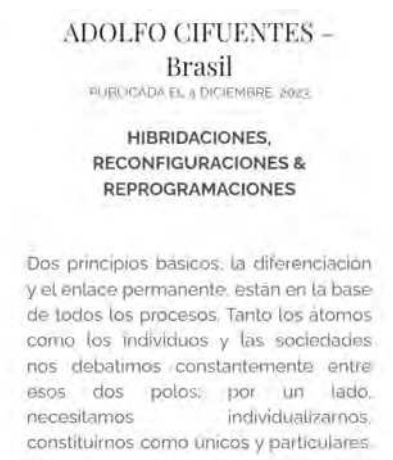 ADOLFO CIFUENTES –
Brasil
PUBLICADA EL 4 DICIEMBRE, 2023
HIBRIDACIONES,
RECONFIGURACIONES &
REPROGRAMACIONES
Dos principios básicos, la diferenciación
y el enlace permanente, están en la base
de todos los procesos. Tanto los átomos
como los individuos y las sociedades
nos debatimos constantemente entre
esos dos polos: por un lado,
necesitamos individualizarnos,
constituirnos como únicos y particulares.